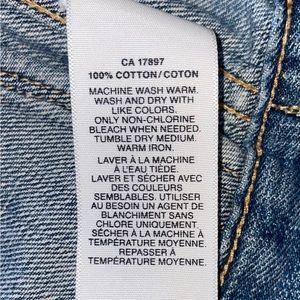 CA 17897
100% COTTON/COTON
MACHINE WASH WARM.
WASH AND DRY WITH
LIKE COLORS.
ONLY NON-CHLORINE
BLEACH WHEN NEEDED.
TUMBLE DRY MEDIUM.
WARM IRON.
LAVER À LA MACHINE
À L'EAU TIÈDE.
LAVER ET SÉCHER AVEC
DES COULEURS
SEMBLABLES. UTILISER
AU BESOIN UN AGENT DE
BLANCHIMENT SANS
CHLORE UNIQUEMENT.
SÉCHER À LA MACHINE À
TEMPÉRATURE MOYENNE.
REPASSER À
TEMPÉRATURE MOYENNE.